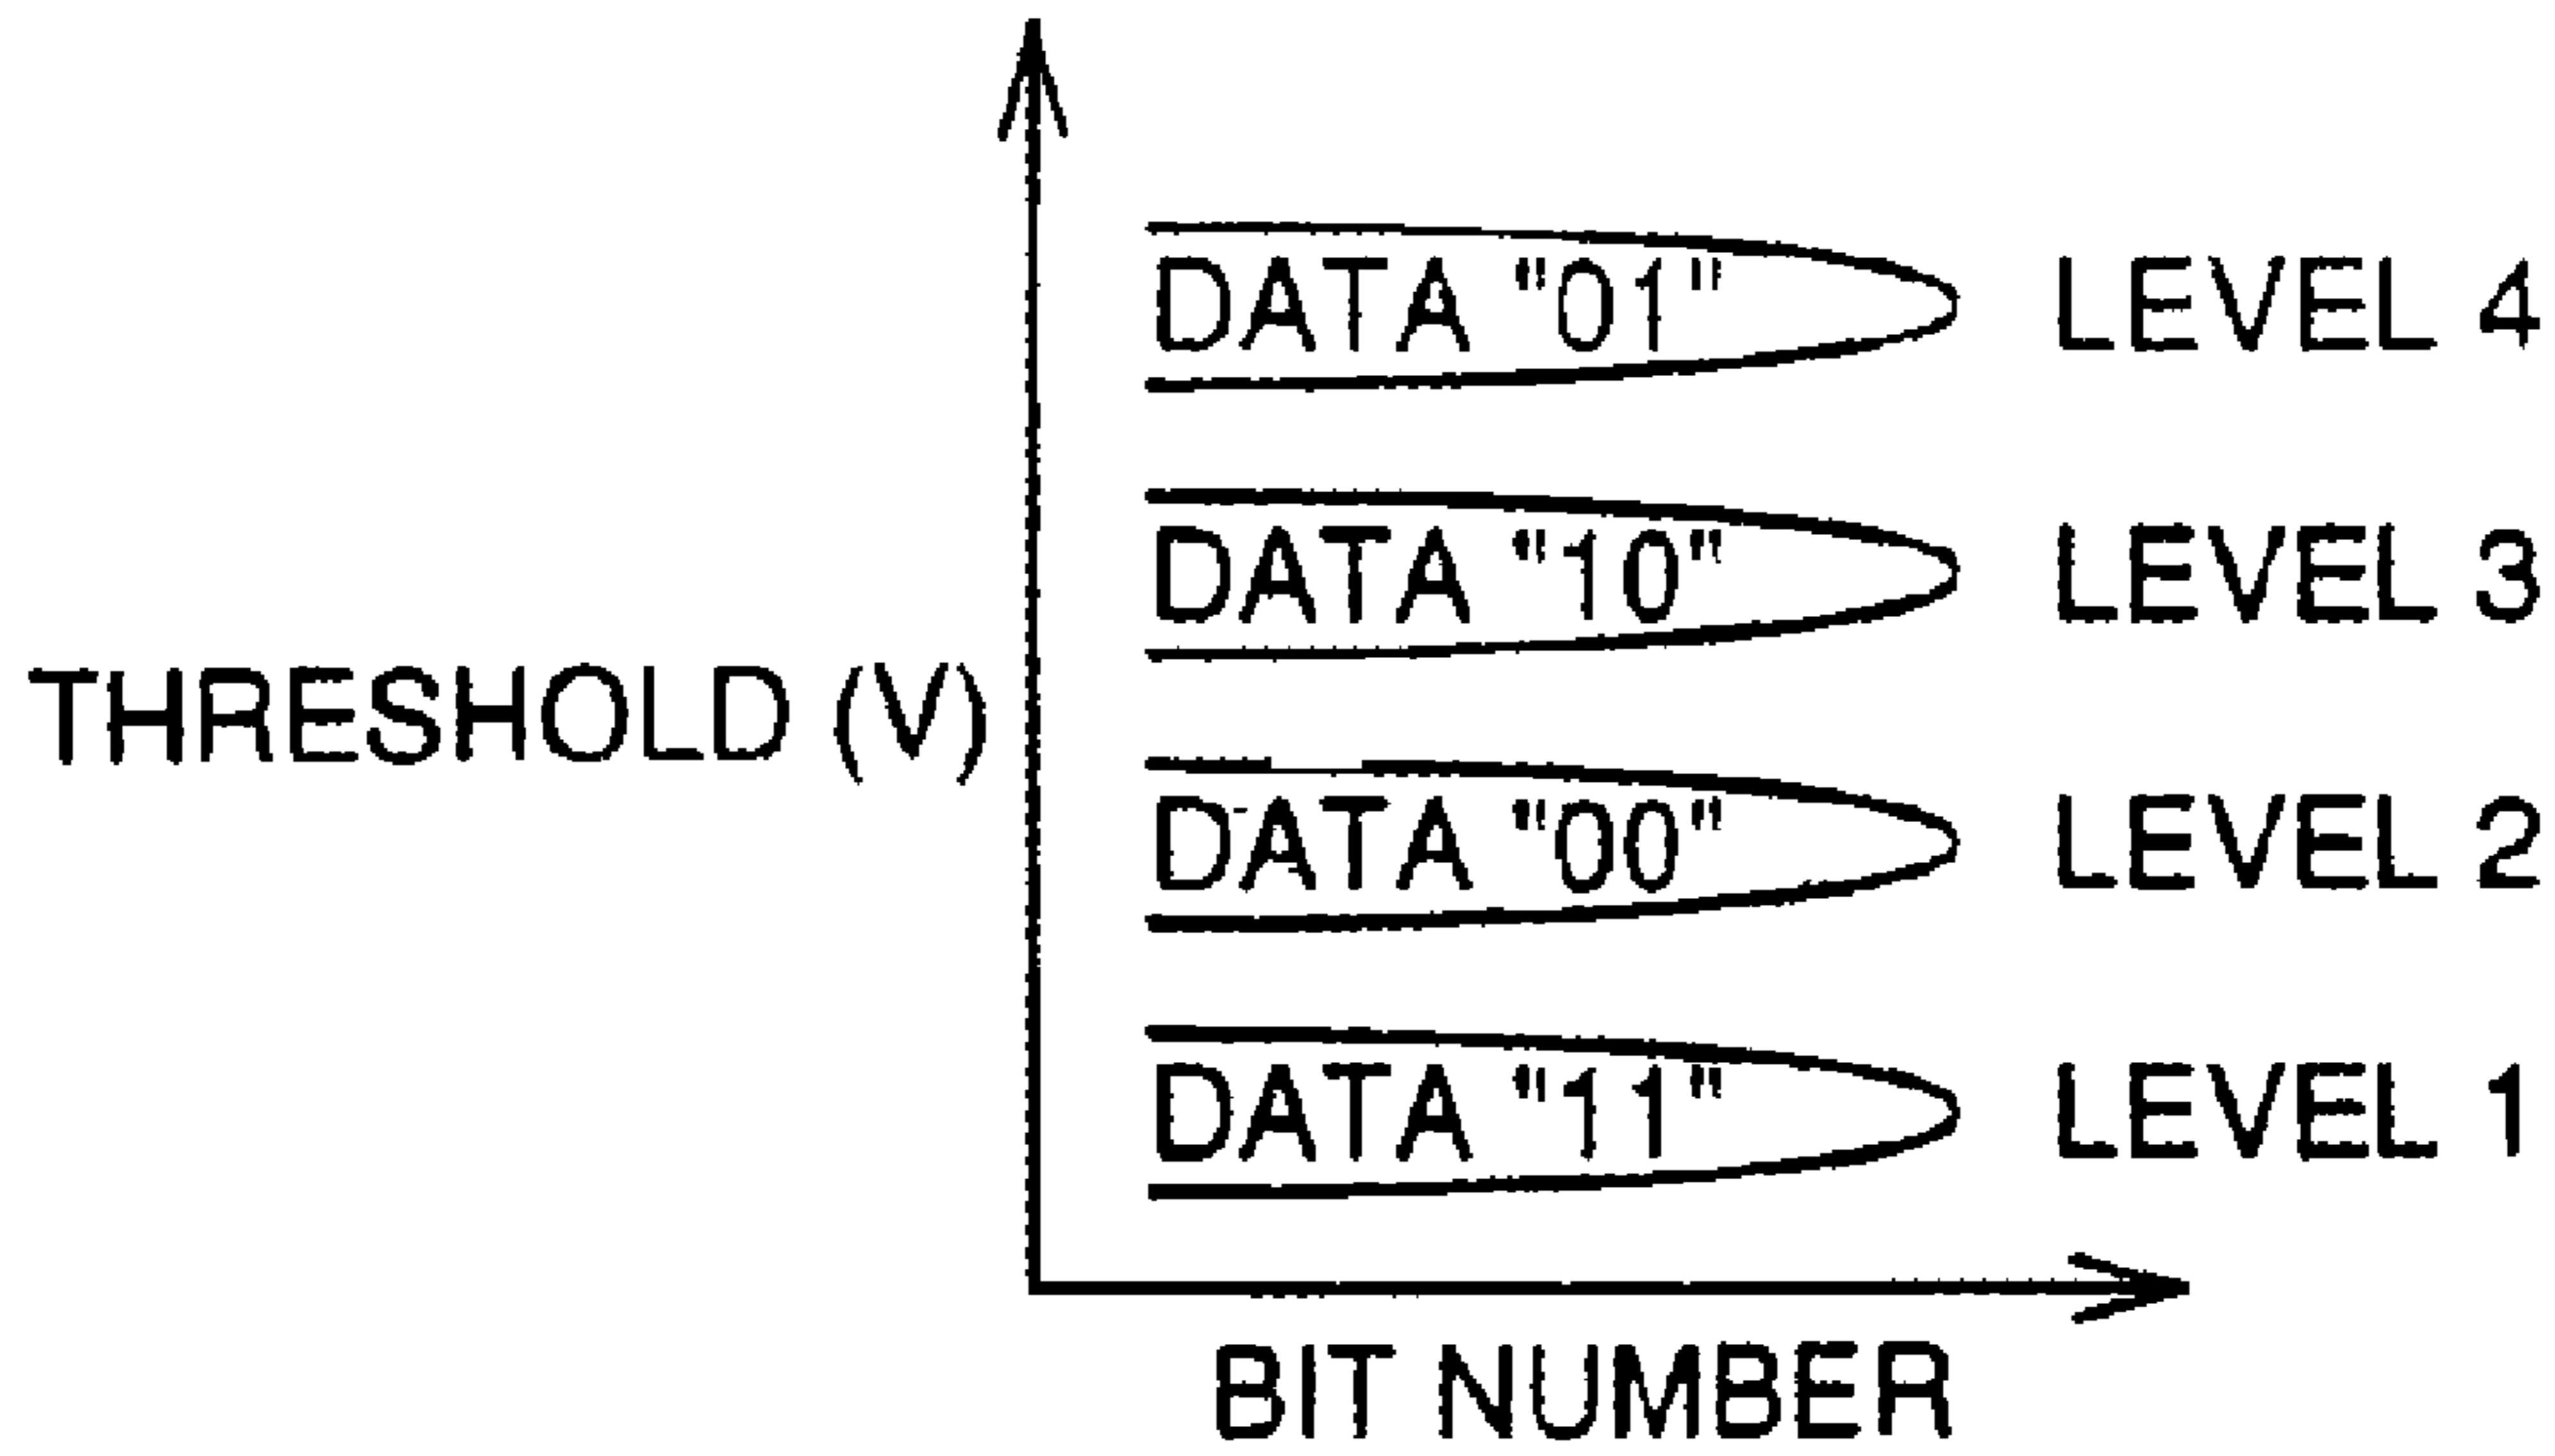 DATA "01" LEVEL 4
DATA "10" LEVEL 3
THRESHOLD (V)
DATA "00" LEVEL 2
DATA "11" LEVEL 1
BIT NUMBER